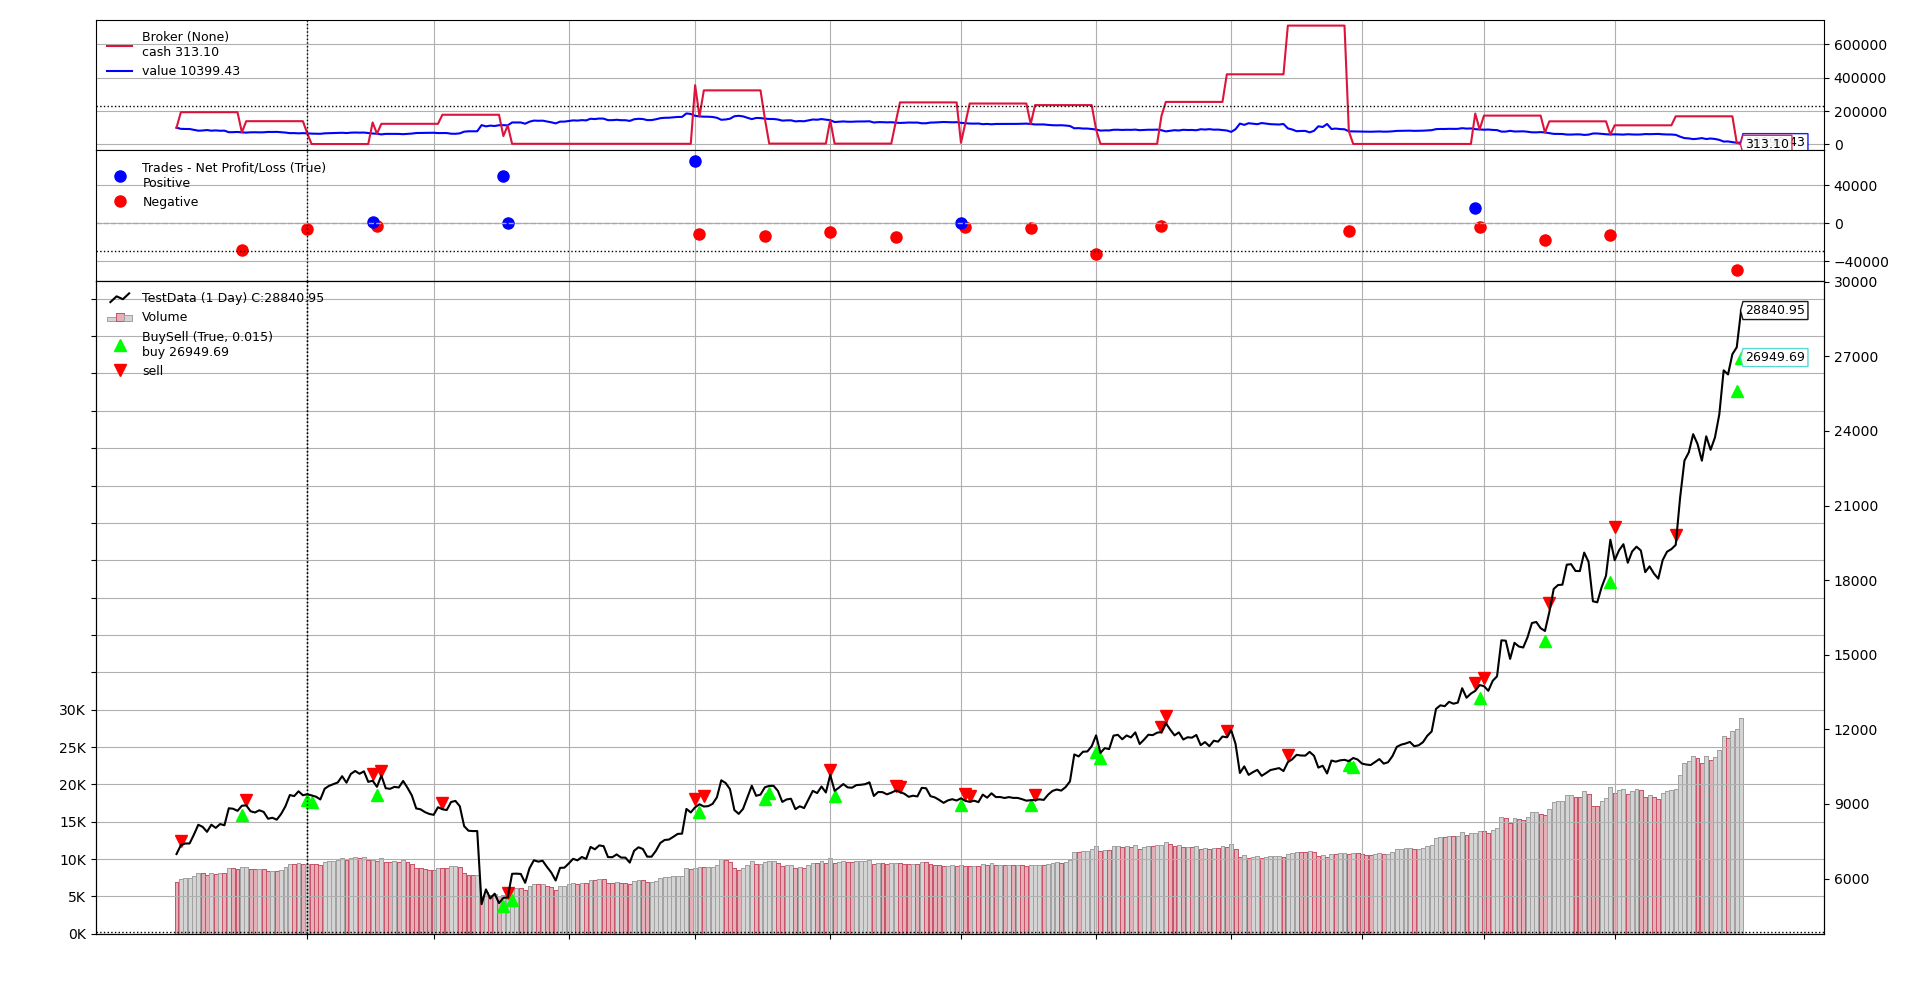 Broker (None)
cash 313.10
value 10399.43
600000
400000
200000
0
313.10
43
Trades - Net Profit/Loss (True)
Positive
Negative
40000
0
−40000
TestData (1 Day) C:28840.95
Volume
BuySell (True, 0.015)
buy 26949.69
sell
30000
28840.95
27000
26949.69
24000
21000
18000
15000
12000
9000
6000
30K
25K
20K
15K
10K
5K
0K